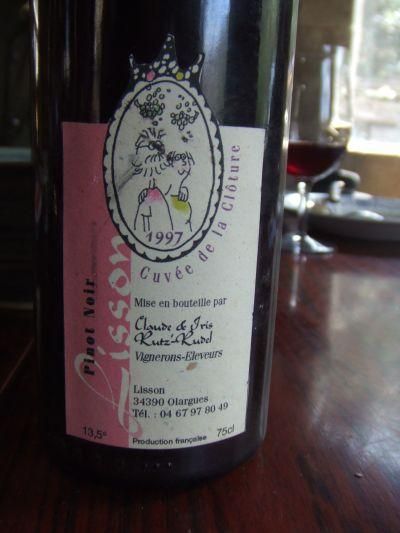 1997
Cuvée de la Clôture
Pinot Noir
Lisson
Mise en bouteille par
Claude & Iris
Rutz-Rudel
Vignerons-Eleveurs
Lisson
34390 Olargues
Tél. : 04 67 97 80 49
13,5°
Production française
75cl